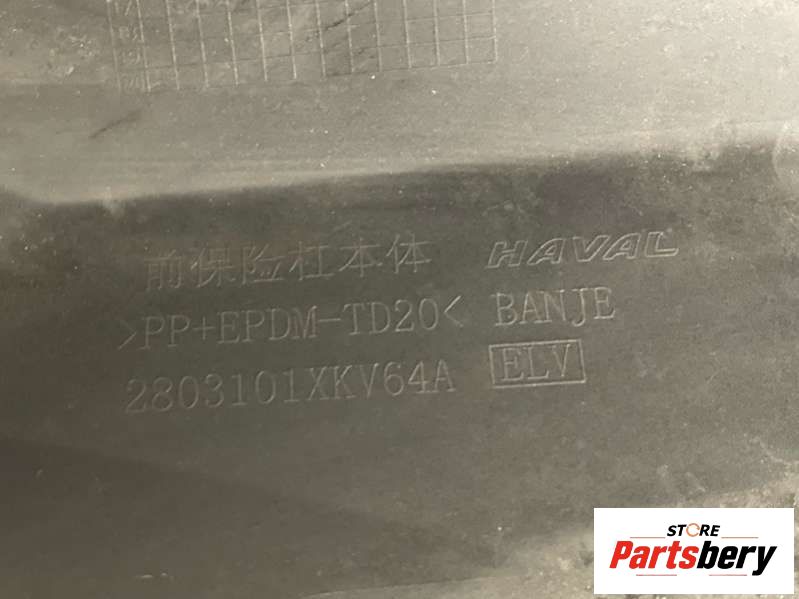 前保险杠本体 HAVAL
>PP+EPDM-TD20< BANJE
2803101XKV64A ELV
STORE
Partsbery